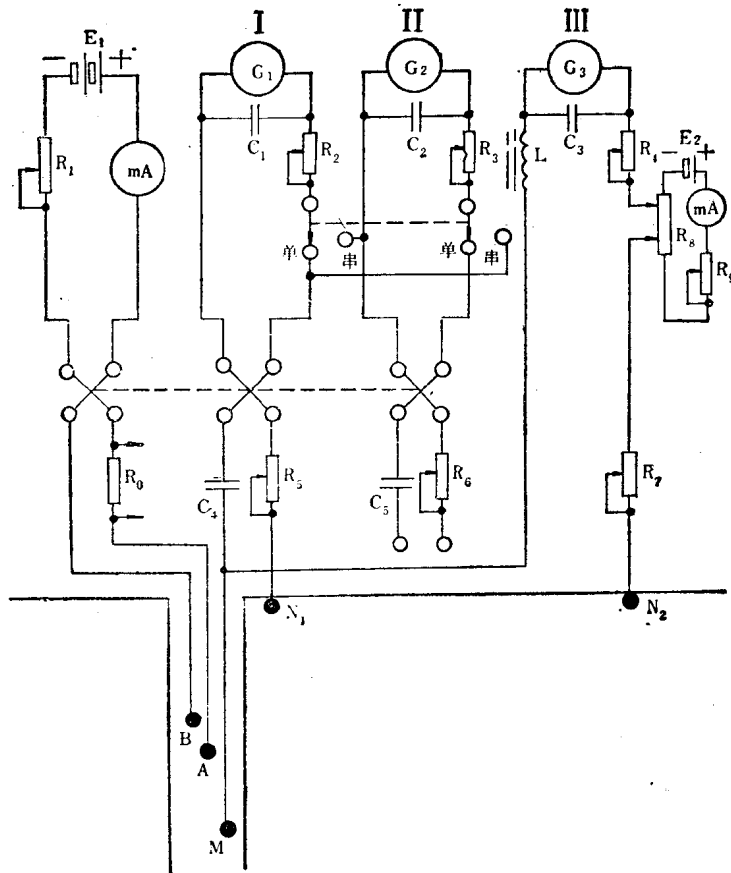 I II III
− E₁ +
G₁ G₂ G₃
C₁ C₂ C₃
R₁ mA R₂ R₃ L R₄ − E₂ +
mA
R₈
单 串 单 串
R₉
R₀ C₄ R₅ C₅ R₆ R₇
N₁ N₂
B
A
M